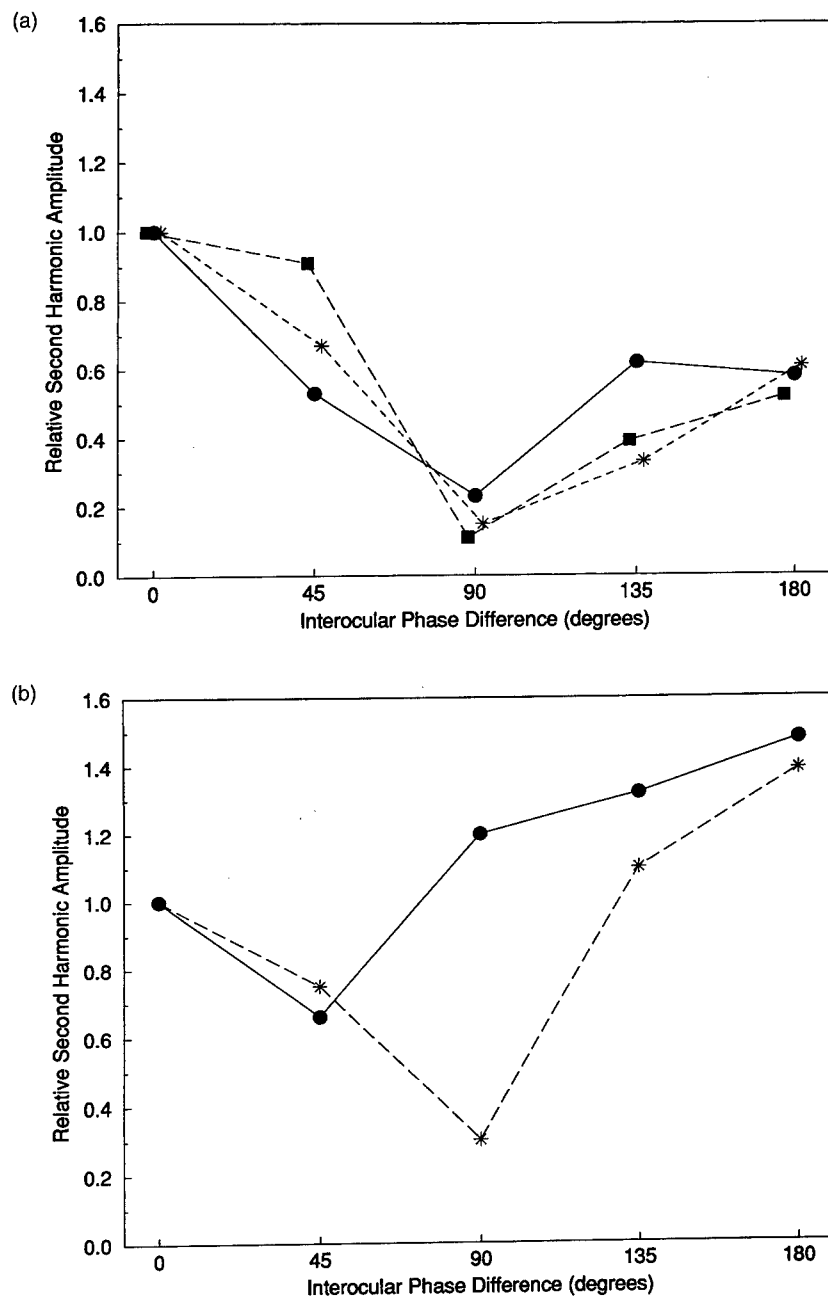 (a)
1.6
1.4
1.2
1.0
0.8
0.6
0.4
0.2
0.0
Relative Second Harmonic Amplitude
0 45 90 135 180
Interocular Phase Difference (degrees)
(b)
1.6
1.4
1.2
1.0
0.8
0.6
0.4
0.2
0.0
Relative Second Harmonic Amplitude
0 45 90 135 180
Interocular Phase Difference (degrees)